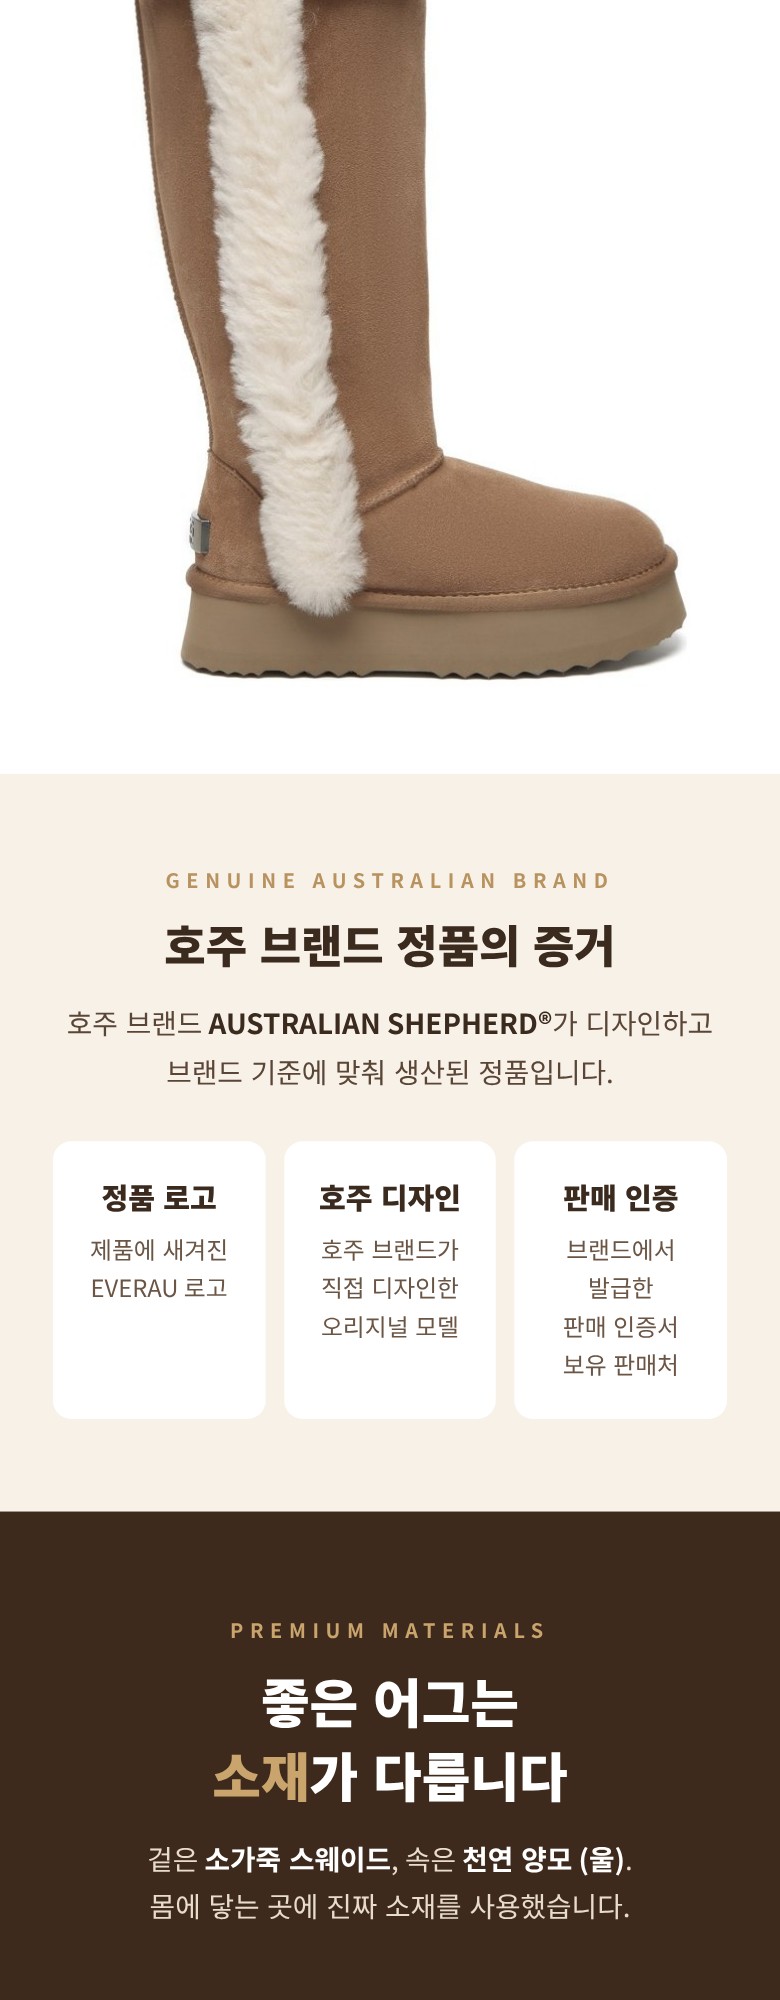 GENUINE AUSTRALIAN BRAND
호주 브랜드 정품의 증거
호주 브랜드 AUSTRALIAN SHEPHERD®가 디자인하고
브랜드 기준에 맞춰 생산된 정품입니다.
정품 로고
제품에 새겨진
EVERAU 로고
호주 디자인
호주 브랜드가
직접 디자인한
오리지널 모델
판매 인증
브랜드에서
발급한
판매 인증서
보유 판매처
PREMIUM MATERIALS
좋은 어그는
소재가 다릅니다
겉은 소가죽 스웨이드, 속은 천연 양모 (울).
몸에 닿는 곳에 진짜 소재를 사용했습니다.